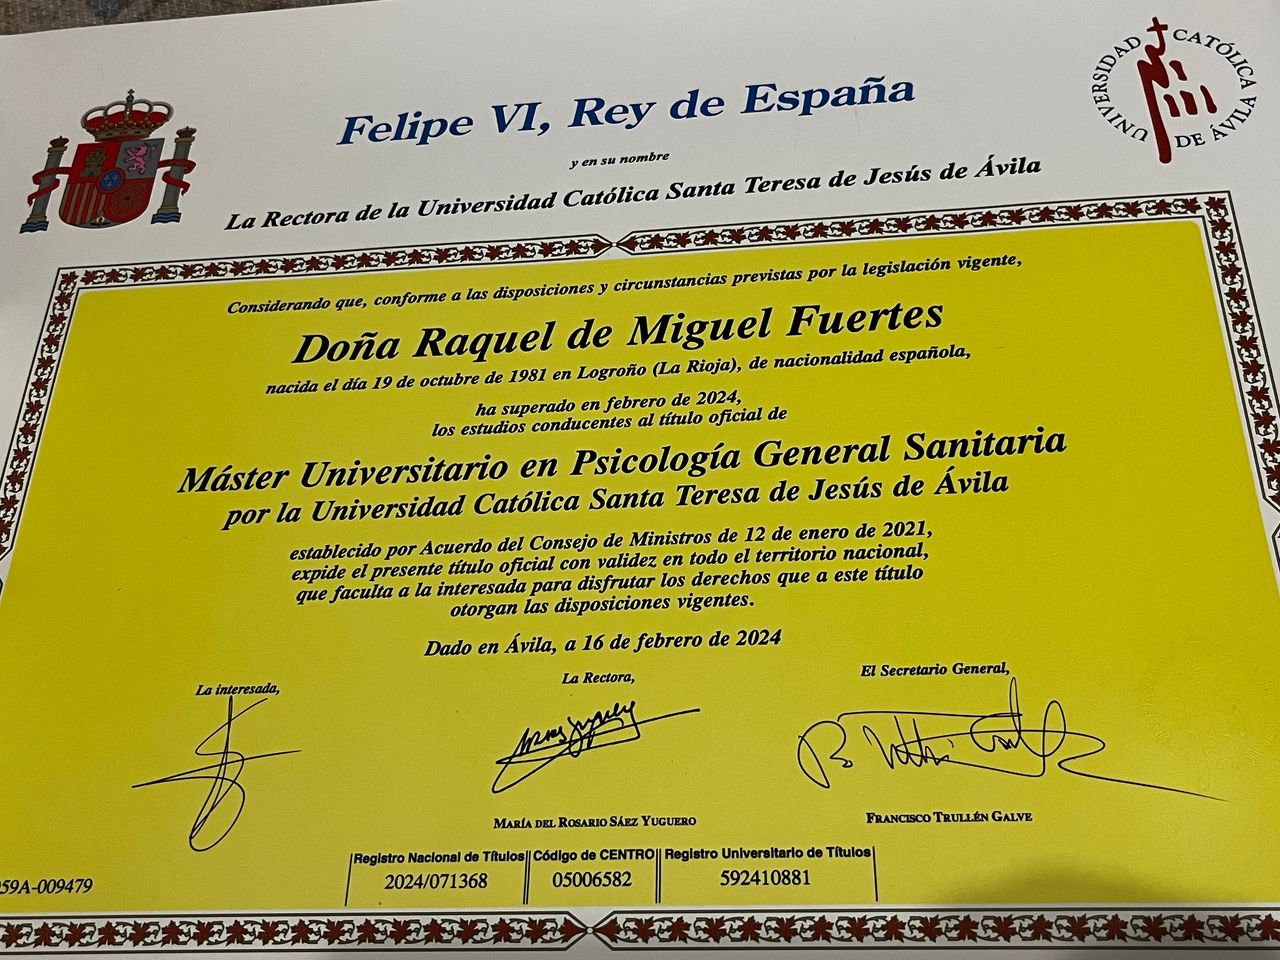 UNIVERSIDAD CATÓLICA DE ÁVILA
Felipe VI, Rey de España
y en su nombre
La Rectora de la Universidad Católica Santa Teresa de Jesús de Ávila
Considerando que, conforme a las disposiciones y circunstancias previstas por la legislación vigente,
Doña Raquel de Miguel Fuertes
nacida el día 19 de octubre de 1981 en Logroño (La Rioja), de nacionalidad española,
ha superado en febrero de 2024,
los estudios conducentes al título oficial de
Máster Universitario en Psicología General Sanitaria
por la Universidad Católica Santa Teresa de Jesús de Ávila
establecido por Acuerdo del Consejo de Ministros de 12 de enero de 2021,
expide el presente título oficial con validez en todo el territorio nacional,
que faculta a la interesada para disfrutar los derechos que a este título
otorgan las disposiciones vigentes.
Dado en Ávila, a 16 de febrero de 2024
La interesada, La Rectora, El Secretario General,
MARÍA DEL ROSARIO SÁEZ YUGUERO FRANCISCO TRULLÉN GALVE
Registro Nacional de Títulos Código de CENTRO Registro Universitario de Títulos
59A-009479 2024/071368 05006582 592410881